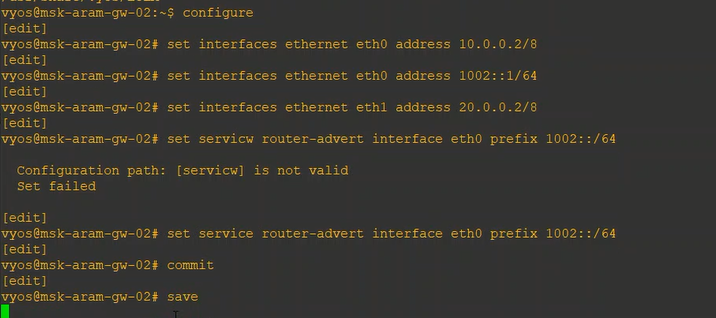 vyos@msk-aram-gw-02:~$ configure
[edit]
vyos@msk-aram-gw-02# set interfaces ethernet eth0 address 10.0.0.2/8
[edit]
vyos@msk-aram-gw-02# set interfaces ethernet eth0 address 1002::1/64
[edit]
vyos@msk-aram-gw-02# set interfaces ethernet eth1 address 20.0.0.2/8
[edit]
vyos@msk-aram-gw-02# set servicw router-advert interface eth0 prefix 1002::/64
Configuration path: [servicw] is not valid
Set failed
[edit]
vyos@msk-aram-gw-02# set service router-advert interface eth0 prefix 1002::/64
[edit]
vyos@msk-aram-gw-02# commit
[edit]
vyos@msk-aram-gw-02# save